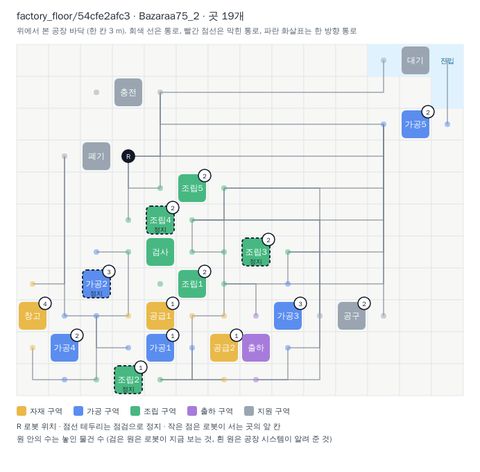 factory_floor/54cfe2afc3 · Bazaraa75_2 · 곳 19개
위에서 본 공장 바닥 (한 칸 3 m). 회색 선은 통로, 빨간 점선은 막힌 통로, 파란 화살표는 한 방향 통로
대기
진입
충전
가공5
2
폐기
R
조립5
2
조립4
정지
2
검사
조립3
정지
2
가공2
정지
3
조립1
2
창고
4
공급1
1
가공3
3
공구
2
가공4
2
가공1
1
공급2
1
출하
조립2
정지
1
자재 구역
가공 구역
조립 구역
출하 구역
지원 구역
R 로봇 위치 · 점선 테두리는 점검으로 정지 · 작은 점은 로봇이 서는 곳의 앞 칸
원 안의 수는 놓인 물건 수 (검은 원은 로봇이 지금 보는 것, 흰 원은 공장 시스템이 알려 준 것)